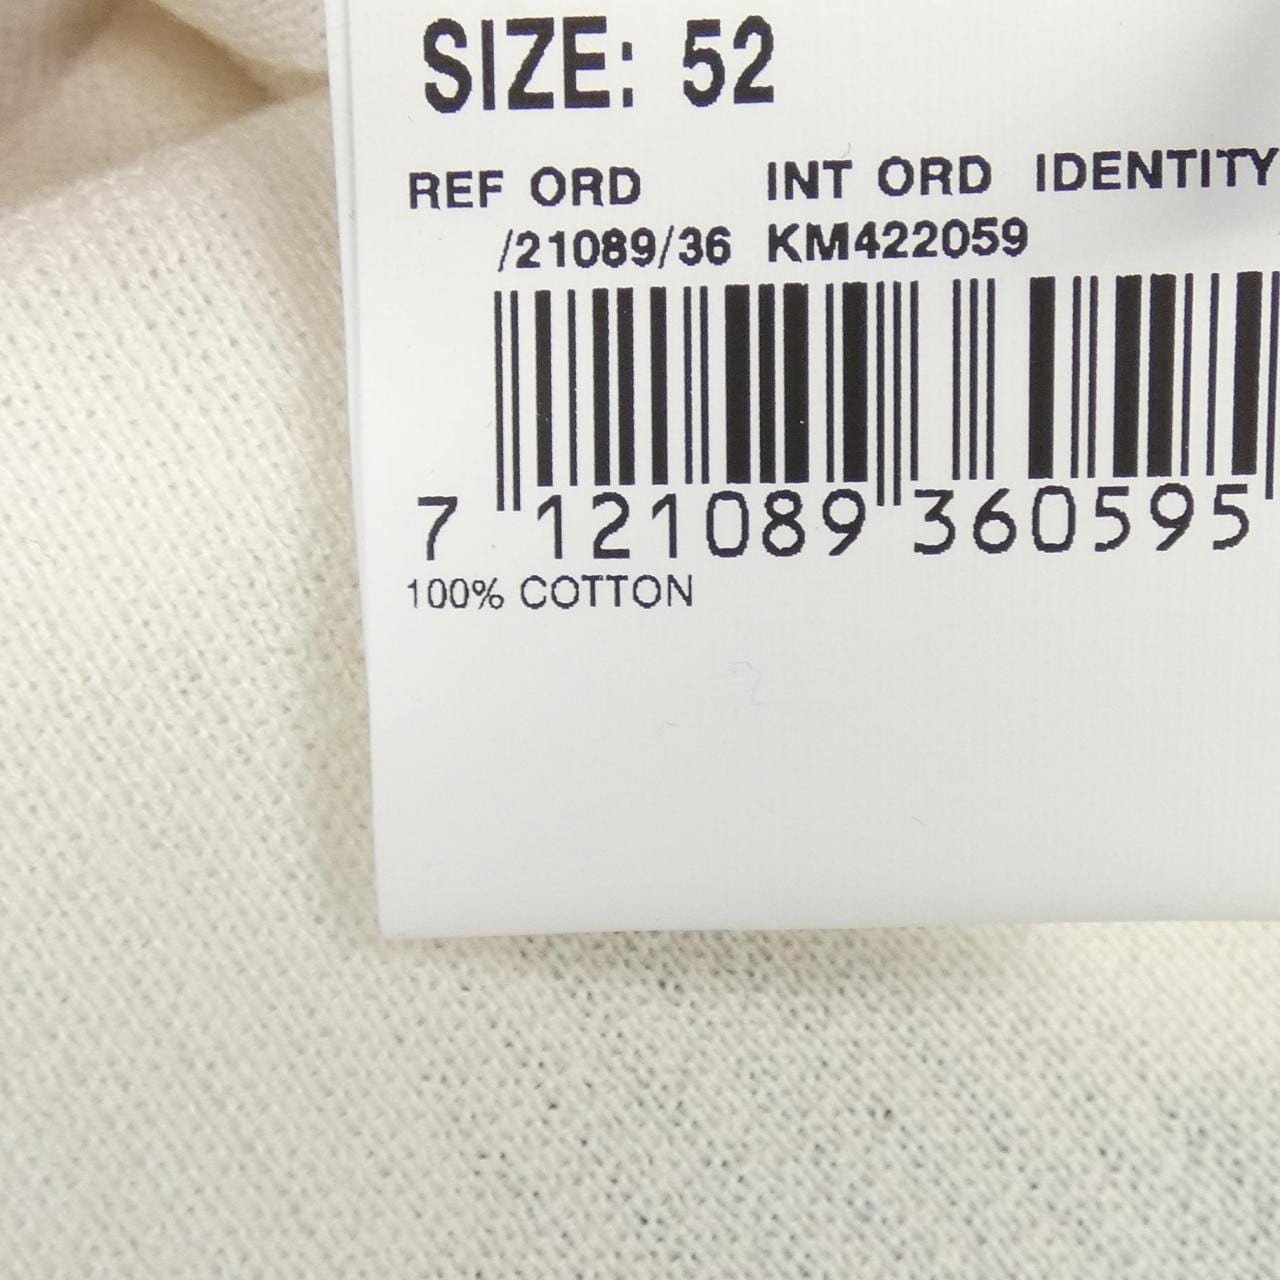 SIZE: 52
REF ORD INT ORD IDENTITY
/21089/36 KM422059
7 121089 360595
100% COTTON